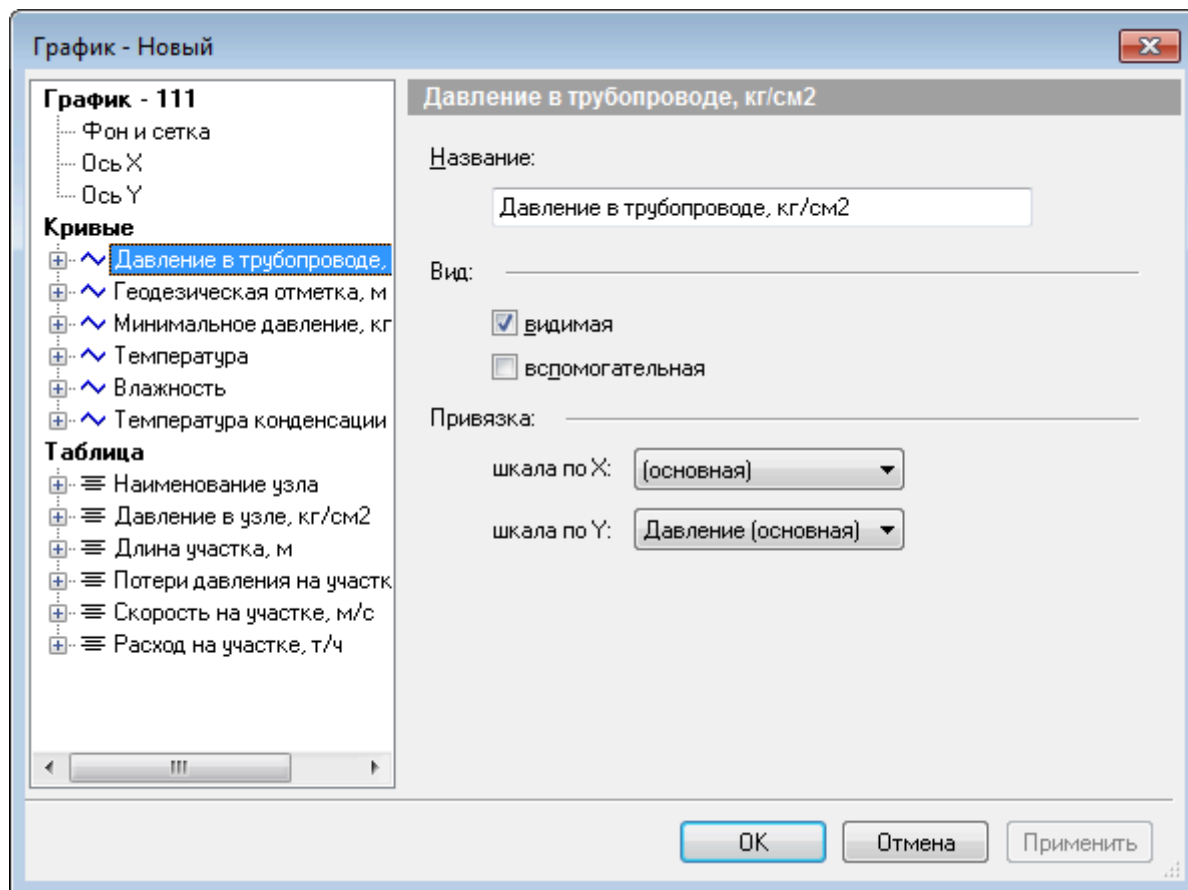 График - Новый
График - 111
Фон и сетка
Ось X
Ось Y
Кривые
Давление в трубопроводе,
Геодезическая отметка, м
Минимальное давление, кг
Температура
Влажность
Температура конденсации
Таблица
Наименование узла
Давление в узле, кг/см2
Длина участка, м
Потери давления на участк
Скорость на участке, м/с
Расход на участке, т/ч
Давление в трубопроводе, кг/см2
Название:
Давление в трубопроводе, кг/см2
Вид:
видимая
вспомогательная
Привязка:
шкала по X: (основная)
шкала по Y: Давление (основная)
OK Отмена Применить